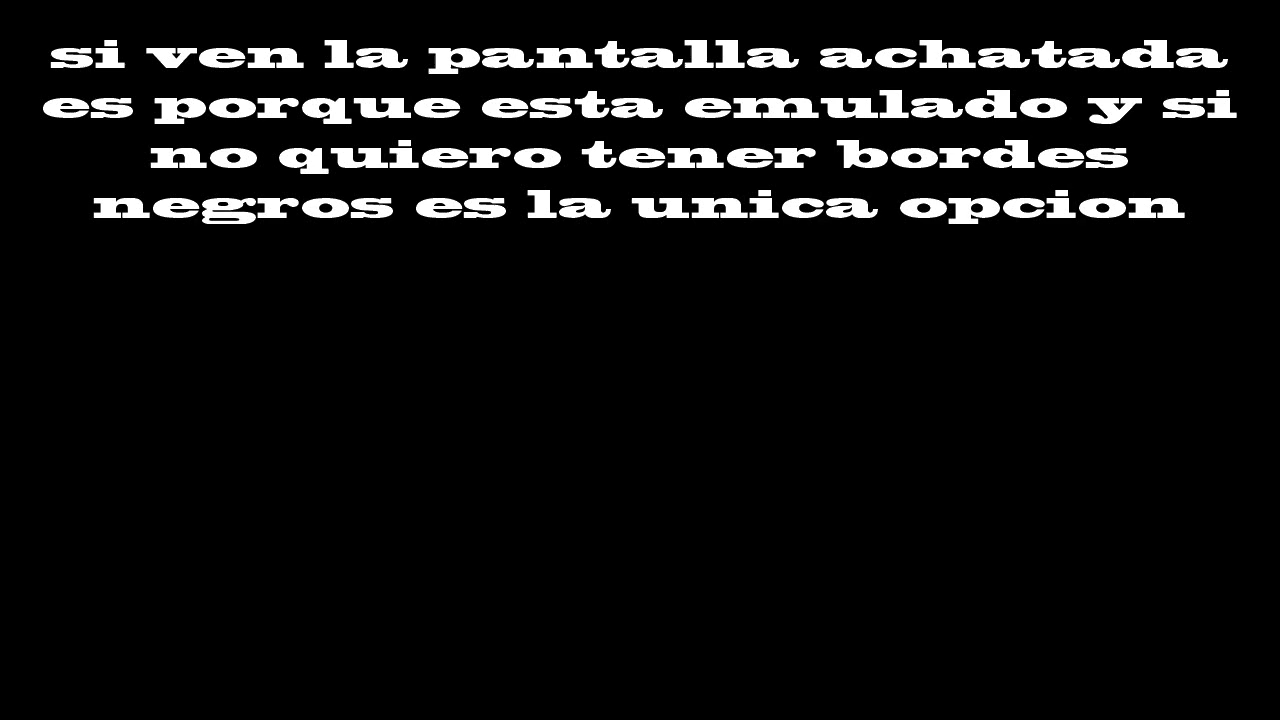 si ven la pantalla achatada
es porque esta emulado y si
no quiero tener bordes
negros es la unica opcion